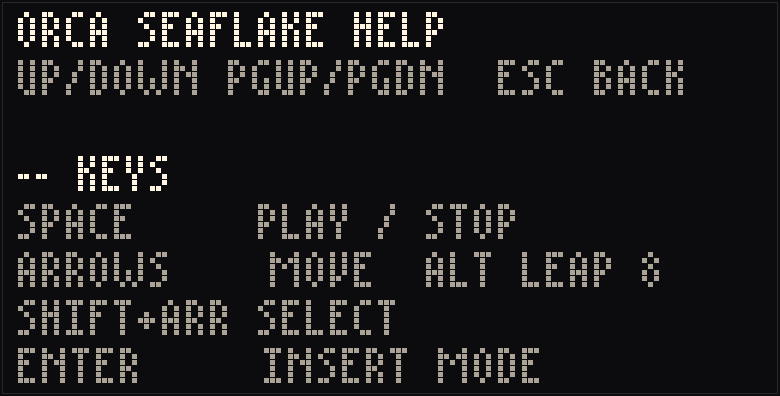 ORCA SEAFLAKE HELP
UP/DOWN PGUP/PGDN  ESC BACK
-- KEYS
SPACE      PLAY / STOP
ARROWS     MOVE  ALT LEAP 8
SHIFT+ARR SELECT
ENTER      INSERT MODE